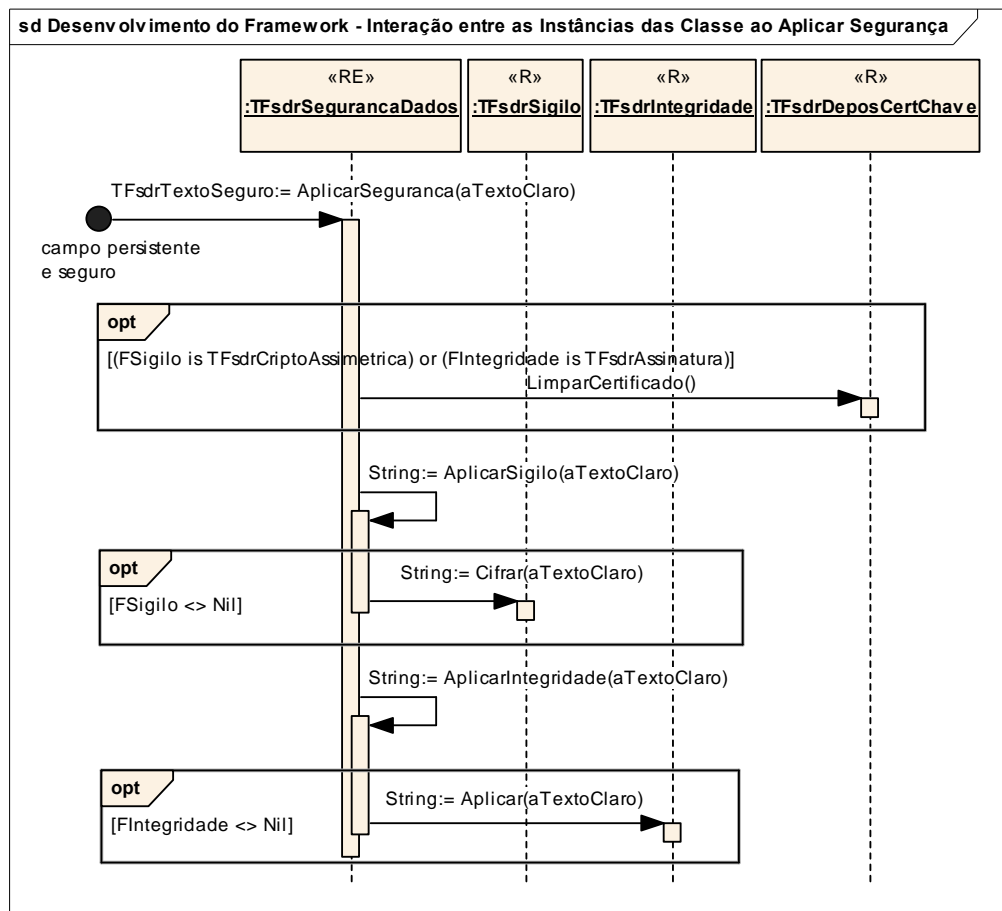 sd Desenvolvimento do Framework - Interação entre as Instâncias das Classe ao Aplicar Segurança
«RE»
:TFsdrSegurancaDados
«R»
:TFsdrSigilo
«R»
:TFsdrIntegridade
«R»
:TFsdrDeposCertChave
TFsdrTextoSeguro:= AplicarSeguranca(aTextoClaro)
campo persistente
e seguro
opt
[(FSigilo is TFsdrCriptoAssimetrica) or (FIntegridade is TFsdrAssinatura)]
LimparCertificado()
String:= AplicarSigilo(aTextoClaro)
opt
String:= Cifrar(aTextoClaro)
[FSigilo <> Nil]
String:= AplicarIntegridade(aTextoClaro)
opt
String:= Aplicar(aTextoClaro)
[FIntegridade <> Nil]